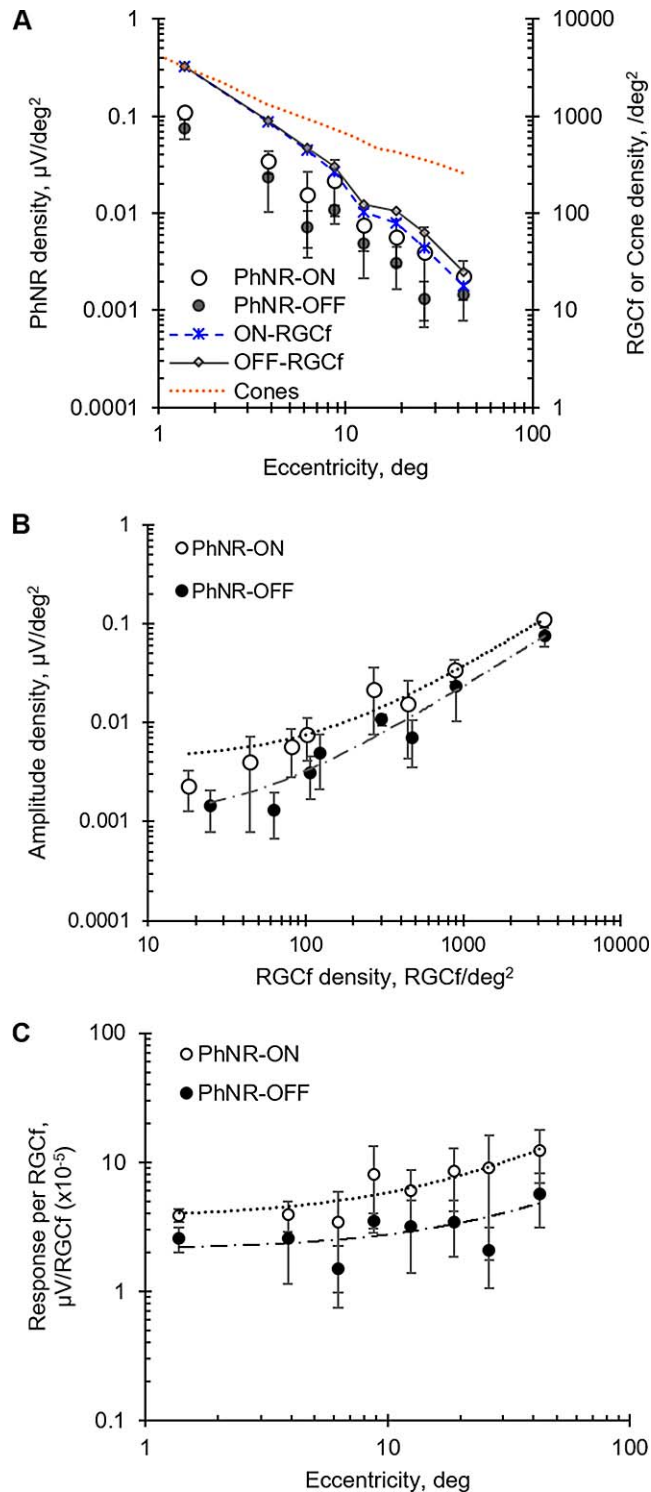 A
1
0.1
0.01
0.001
0.0001
PhNR density, µV/deg²
10000
1000
100
10
1
RGCf or Cone density, /deg²
PhNR-ON
PhNR-OFF
ON-RGCf
OFF-RGCf
Cones
1 10 100
Eccentricity, deg
B
1
0.1
0.01
0.001
0.0001
Amplitude density, µV/deg²
PhNR-ON
PhNR-OFF
10 100 1000 10000
RGCf density, RGCf/deg²
C
100
10
1
0.1
Response per RGCf,
µV/RGCf (x10⁻⁵)
PhNR-ON
PhNR-OFF
1 10 100
Eccentricity, deg